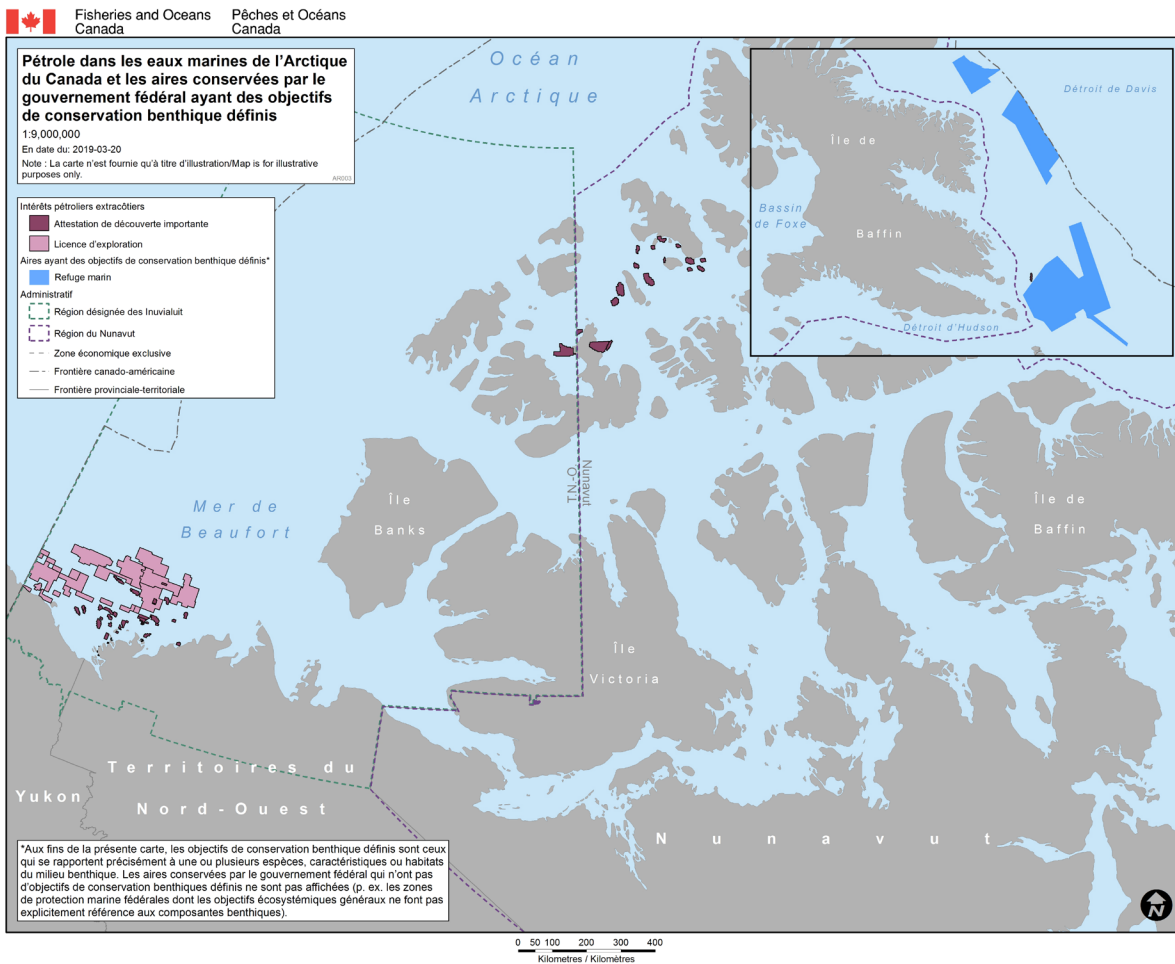 Fisheries and Oceans Pêches et Océans
Canada Canada
Pétrole dans les eaux marines de l'Arctique
du Canada et les aires conservées par le
gouvernement fédéral ayant des objectifs
de conservation benthique définis
1:9,000,000
En date du: 2019-03-20
Note : La carte n'est fournie qu'à titre d'illustration/Map is for illustrative
purposes only.
AR003
Intérêts pétroliers extracôtiers
Attestation de découverte importante
Licence d'exploration
Aires ayant des objectifs de conservation benthique définis*
Refuge marin
Administratif
Région désignée des Inuvialuit
Région du Nunavut
Zone économique exclusive
Frontière canado-américaine
Frontière provinciale-territoriale
Océan
Arctique
Détroit de Davis
Île de
Baffin
Bassin
de Foxe
Détroit d'Hudson
Mer de
Beaufort
Île
Banks
Nunavut
T.N.-O.
Île de
Baffin
Île
Victoria
Territoires du
Nord-Ouest
Yukon
Nunavut
*Aux fins de la présente carte, les objectifs de conservation benthique définis sont ceux
qui se rapportent précisément à une ou plusieurs espèces, caractéristiques ou habitats
du milieu benthique. Les aires conservées par le gouvernement fédéral qui n'ont pas
d'objectifs de conservation benthiques définis ne sont pas affichées (p. ex. les zones
de protection marine fédérales dont les objectifs écosystémiques généraux ne font pas
explicitement référence aux composantes benthiques).
N
0 50 100 200 300 400
Kilometres / Kilomètres